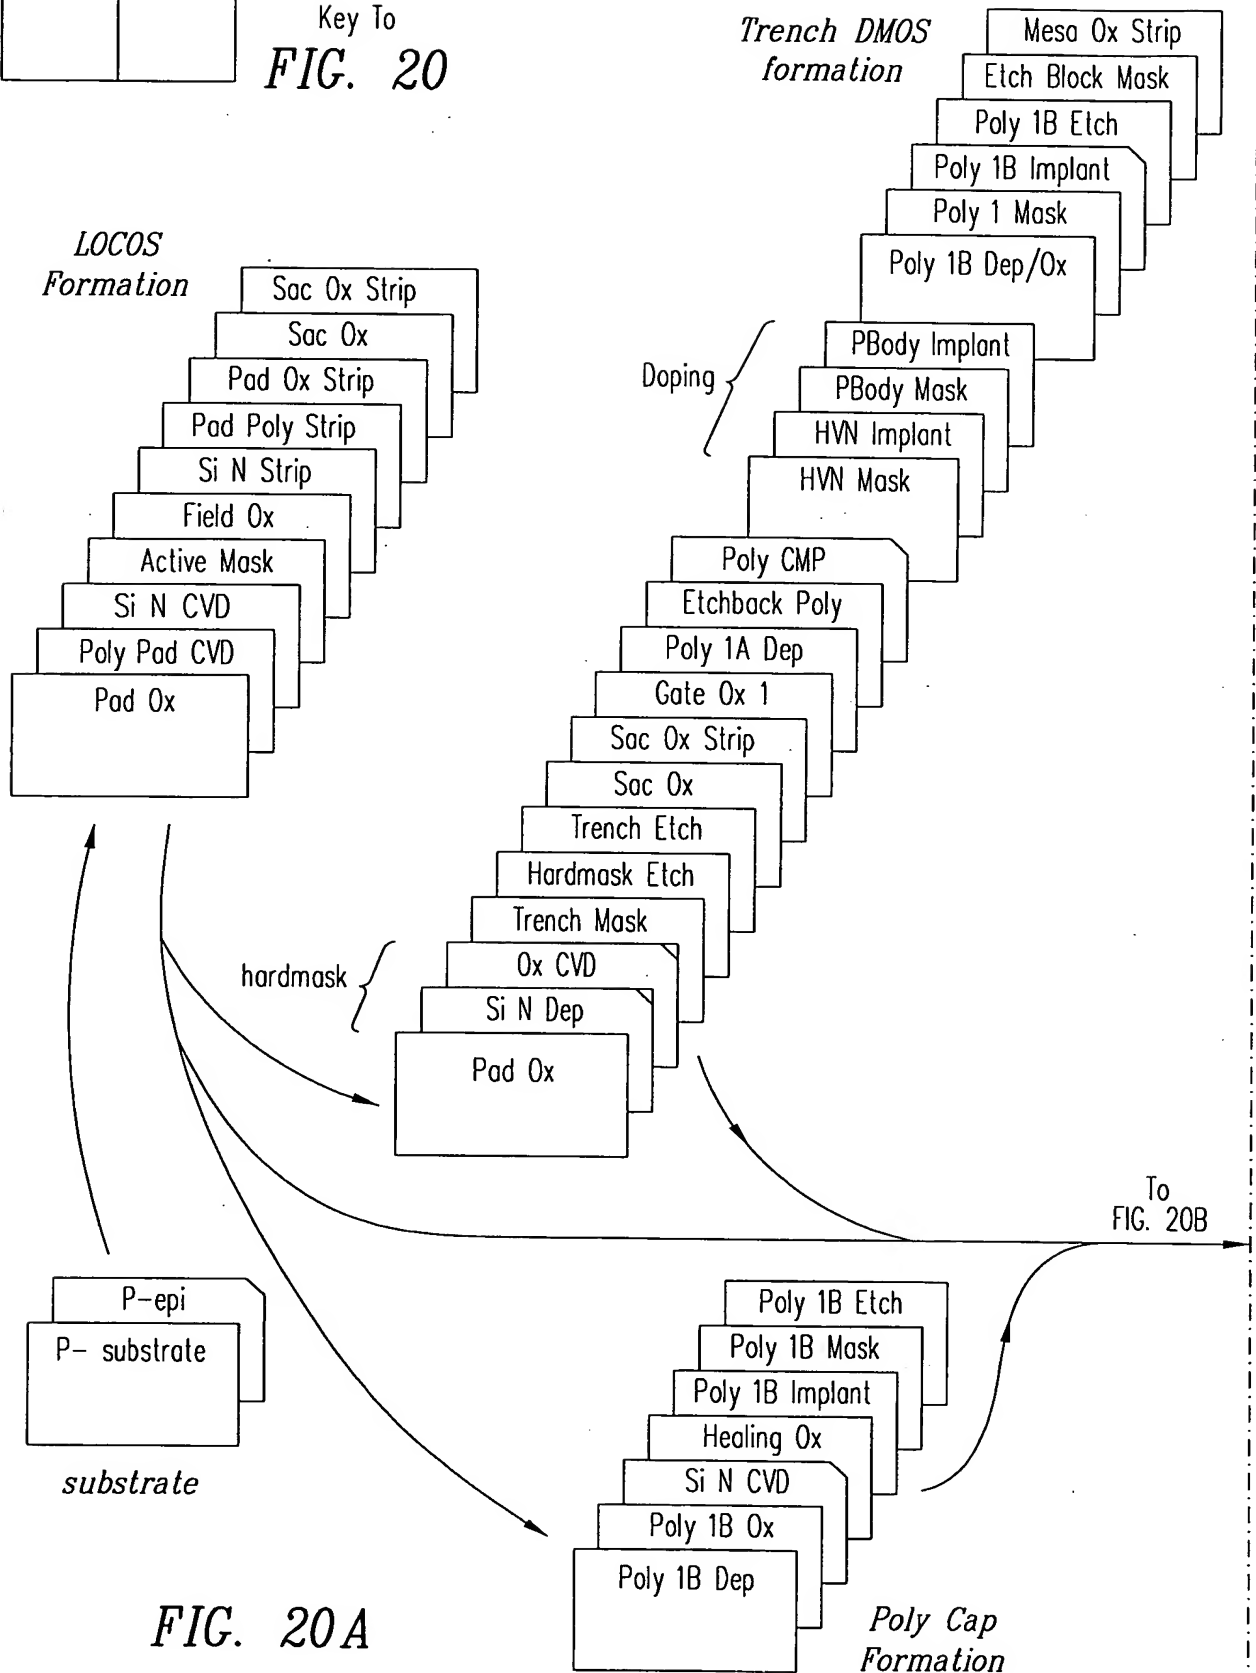 Key To
FIG. 20
Trench DMOS
formation
Mesa Ox Strip
Etch Block Mask
Poly 1B Etch
Poly 1B Implant
Poly 1 Mask
Poly 1B Dep/Ox
Doping
PBody Implant
PBody Mask
HVN Implant
HVN Mask
Poly CMP
Etchback Poly
Poly 1A Dep
Gate Ox 1
Sac Ox Strip
Sac Ox
Trench Etch
Hardmask Etch
Trench Mask
hardmask
Ox CVD
Si N Dep
Pad Ox
LOCOS
Formation
Sac Ox Strip
Sac Ox
Pad Ox Strip
Pad Poly Strip
Si N Strip
Field Ox
Active Mask
Si N CVD
Poly Pad CVD
Pad Ox
To
FIG. 20B
P-epi
P- substrate
substrate
Poly 1B Etch
Poly 1B Mask
Poly 1B Implant
Healing Ox
Si N CVD
Poly 1B Ox
Poly 1B Dep
Poly Cap
Formation
FIG. 20A